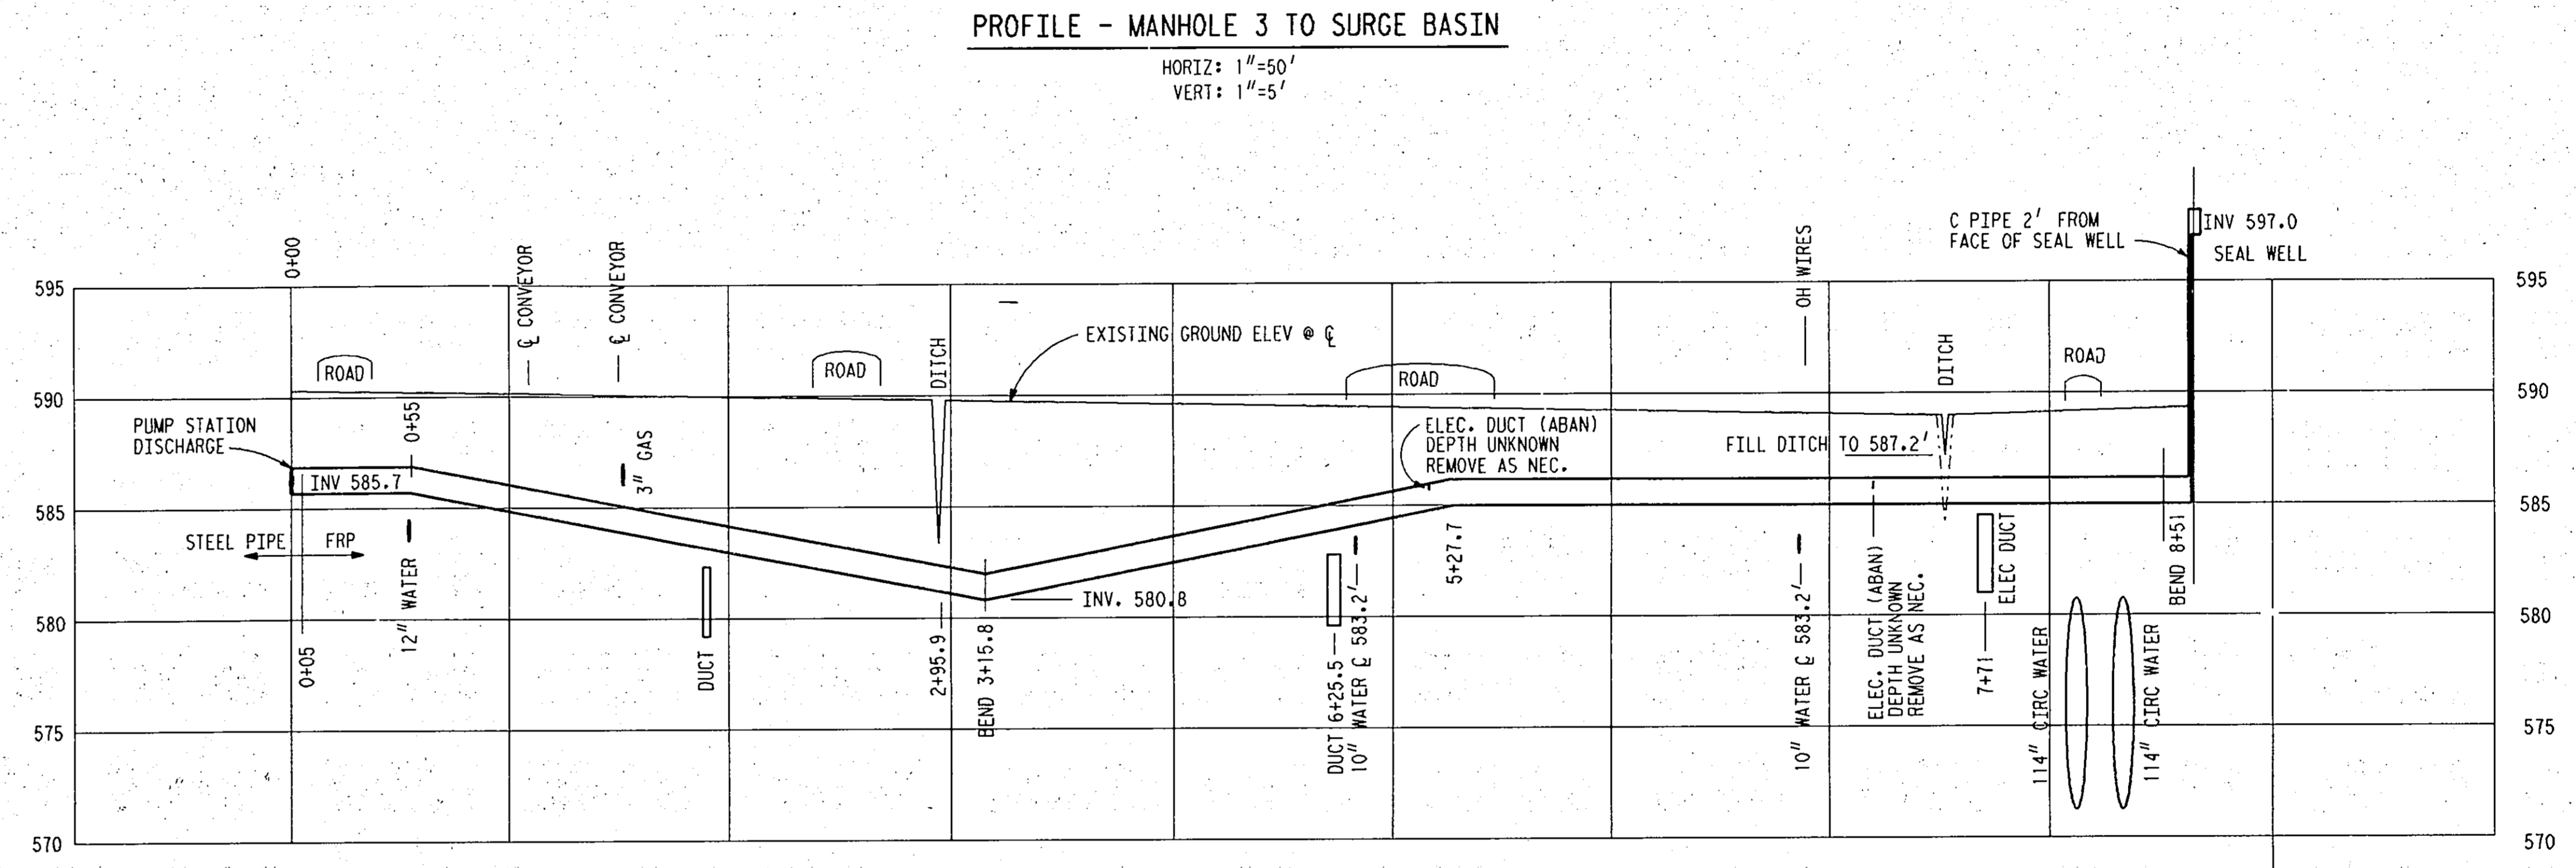 PROFILE - MANHOLE 3 TO SURGE BASIN
HORIZ: 1"=50'
VERT: 1"=5'
0+00
℄ CONVEYOR
℄ CONVEYOR
OH WIRES
C PIPE 2' FROM
FACE OF SEAL WELL
INV 597.0
SEAL WELL
595
595
EXISTING GROUND ELEV @ ℄
DITCH
DITCH
ROAD
ROAD
ROAD
ROAD
590
590
PUMP STATION
DISCHARGE
0+55
3" GAS
ELEC. DUCT (ABAN)
DEPTH UNKNOWN
REMOVE AS NEC.
FILL DITCH TO 587.2'
INV 585.7
585
585
STEEL PIPE
FRP
0+05
12" WATER
DUCT
2+95.9
BEND 3+15.8
INV. 580.8
DUCT 6+25.5
10" WATER ℄ 583.2'
5+27.7
10" WATER ℄ 583.2'
ELEC. DUCT (ABAN)
DEPTH UNKNOWN
REMOVE AS NEC.
7+71
ELEC DUCT
114" CIRC WATER
114" CIRC WATER
BEND 8+51
580
580
575
575
570
570